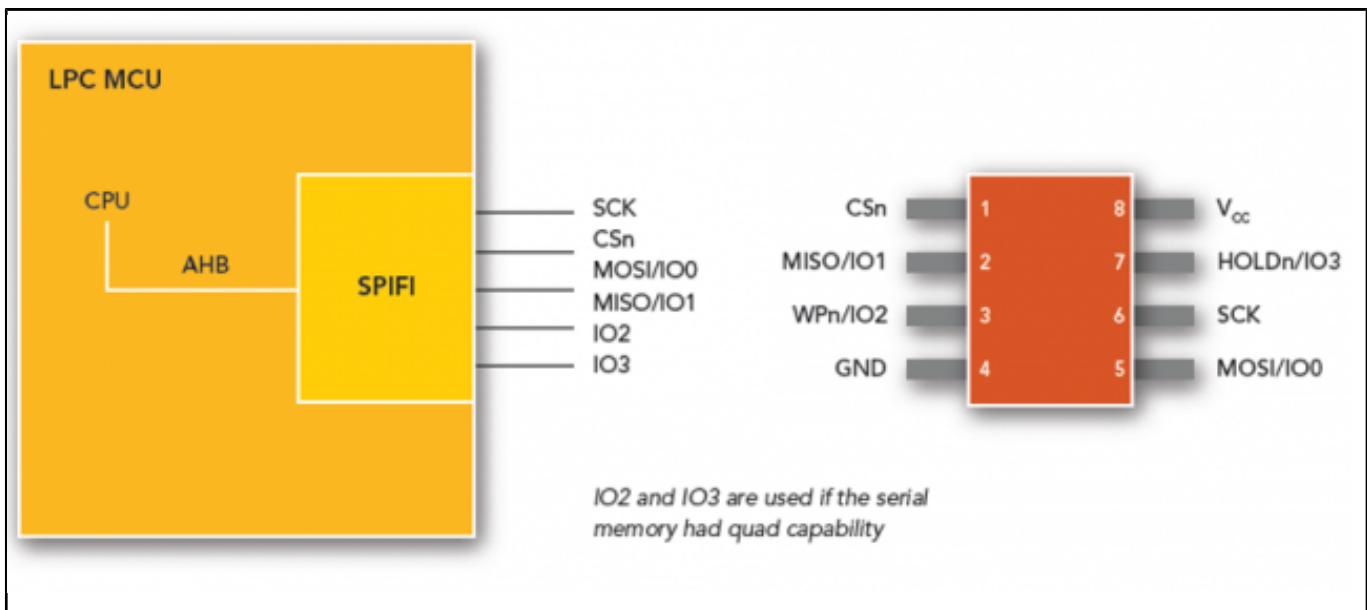 LPC MCU
CPU
AHB
SPIFI
SCK
CSn
MOSI/IO0
MISO/IO1
IO2
IO3
CSn 1 8 Vcc
MISO/IO1 2 7 HOLDn/IO3
WPn/IO2 3 6 SCK
GND 4 5 MOSI/IO0
IO2 and IO3 are used if the serial
memory had quad capability